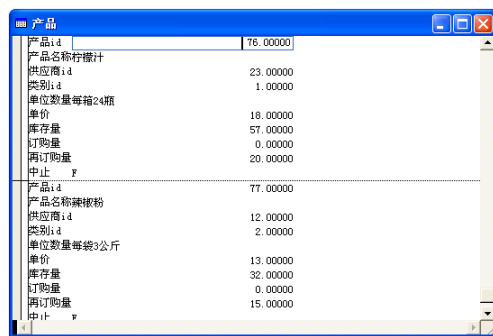 产品
产品id 76.00000
产品名称柠檬汁
供应商id 23.00000
类别id 1.00000
单位数量每箱24瓶
单价 18.00000
库存量 57.00000
订购量 0.00000
再订购量 20.00000
中止 F
产品id 77.00000
产品名称辣椒粉
供应商id 12.00000
类别id 2.00000
单位数量每袋3公斤
单价 13.00000
库存量 32.00000
订购量 0.00000
再订购量 15.00000
中止 F